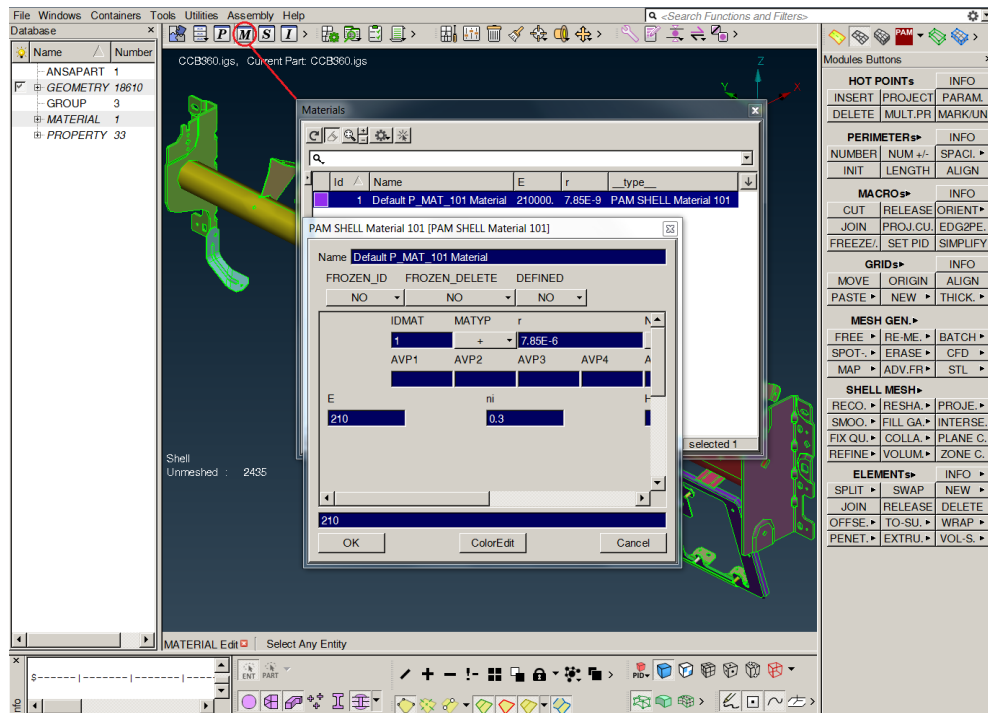 File Windows Containers Tools Utilities Assembly Help
<Search Functions and Filters>
Database
P M S I
PAM
Name Number
ANSAPART 1
GEOMETRY 18610
GROUP 3
MATERIAL 1
PROPERTY 33
CCB360.igs, Current Part: CCB360.igs
Z
Y X
Materials
Id Name E r __type__
1 Default P_MAT_101 Material 210000. 7.85E-9 PAM SHELL Material 101
PAM SHELL Material 101 [PAM SHELL Material 101]
Name Default P_MAT_101 Material
FROZEN_ID FROZEN_DELETE DEFINED
NO NO NO
IDMAT MATYP r
1 + 7.85E-6
AVP1 AVP2 AVP3 AVP4 A
E ni
210 0.3
210
OK ColorEdit Cancel
selected 1
Shell
Unmeshed : 2435
MATERIAL Edit Select Any Entity
Modules Buttons
HOT POINTs INFO
INSERT PROJECT PARAM.
DELETE MULT.PR MARK/UN
PERIMETERs INFO
NUMBER NUM +/- SPACI.
INIT LENGTH ALIGN
MACROs INFO
CUT RELEASE ORIENT
JOIN PROJ.CU. EDG2PE.
FREEZE/. SET PID SIMPLIFY
GRIDs INFO
MOVE ORIGIN ALIGN
PASTE NEW THICK.
MESH GEN.
FREE RE-ME. BATCH
SPOT-. ERASE CFD
MAP ADV.FR STL
SHELL MESH
RECO. RESHA. PROJE.
SMOO. FILL GA. INTERSE.
FIX QU. COLLA. PLANE C.
REFINE VOLUM. ZONE C.
ELEMENTs INFO
SPLIT SWAP NEW
JOIN RELEASE DELETE
OFFSE. TO-SU. WRAP
PENET. EXTRU. VOL-S.
$------|------|------|----
ENT PART
PID